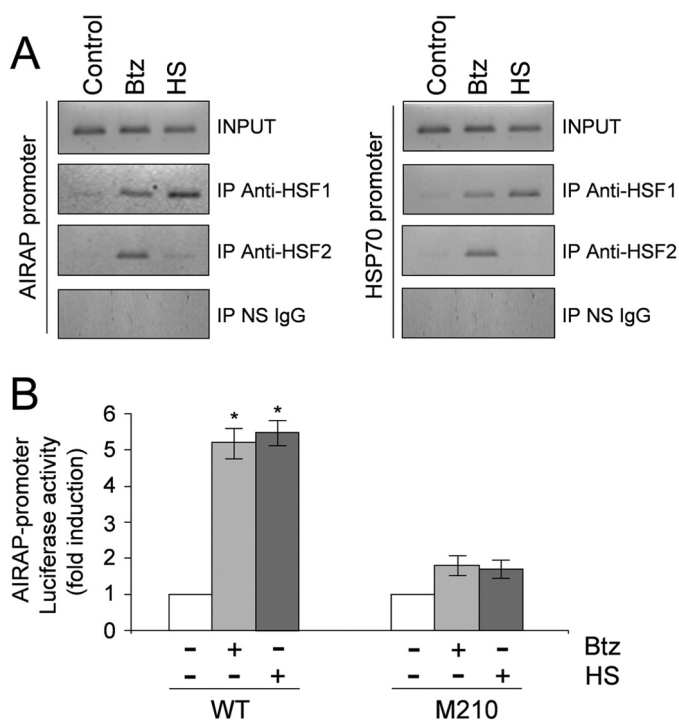 A
Control
Btz
HS
AIRAP promoter
INPUT
IP Anti-HSF1
IP Anti-HSF2
IP NS IgG
Control
Btz
HS
HSP70 promoter
INPUT
IP Anti-HSF1
IP Anti-HSF2
IP NS IgG
B
AIRAP-promoter
Luciferase activity
(fold induction)
6
5
4
3
2
1
0
* *
- + - - + - Btz
- - + - - + HS
WT M210